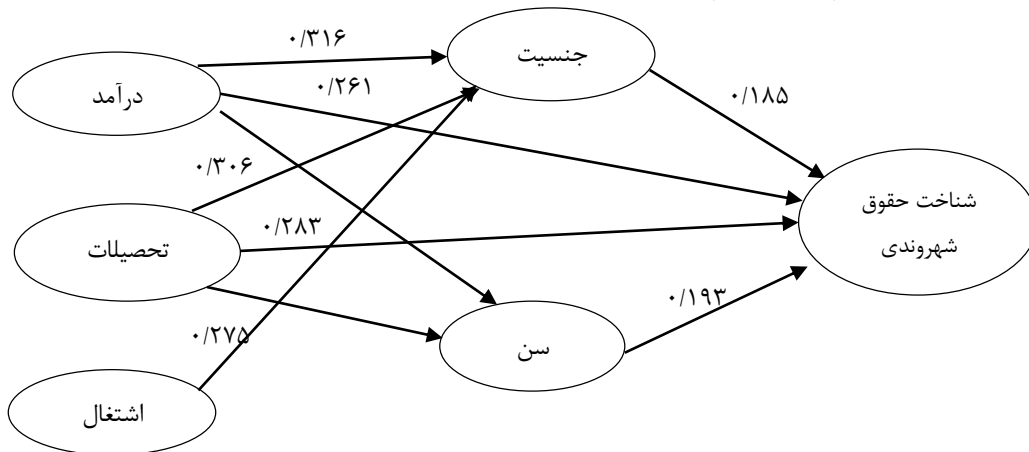 ۰/۳۱۶
جنسیت
درآمد
۰/۲۶۱
۰/۱۸۵
۰/۳۰۶
شناخت حقوق
شهروندی
تحصیلات
۰/۲۸۳
۰/۱۹۳
سن
۰/۲۷۵
اشتغال